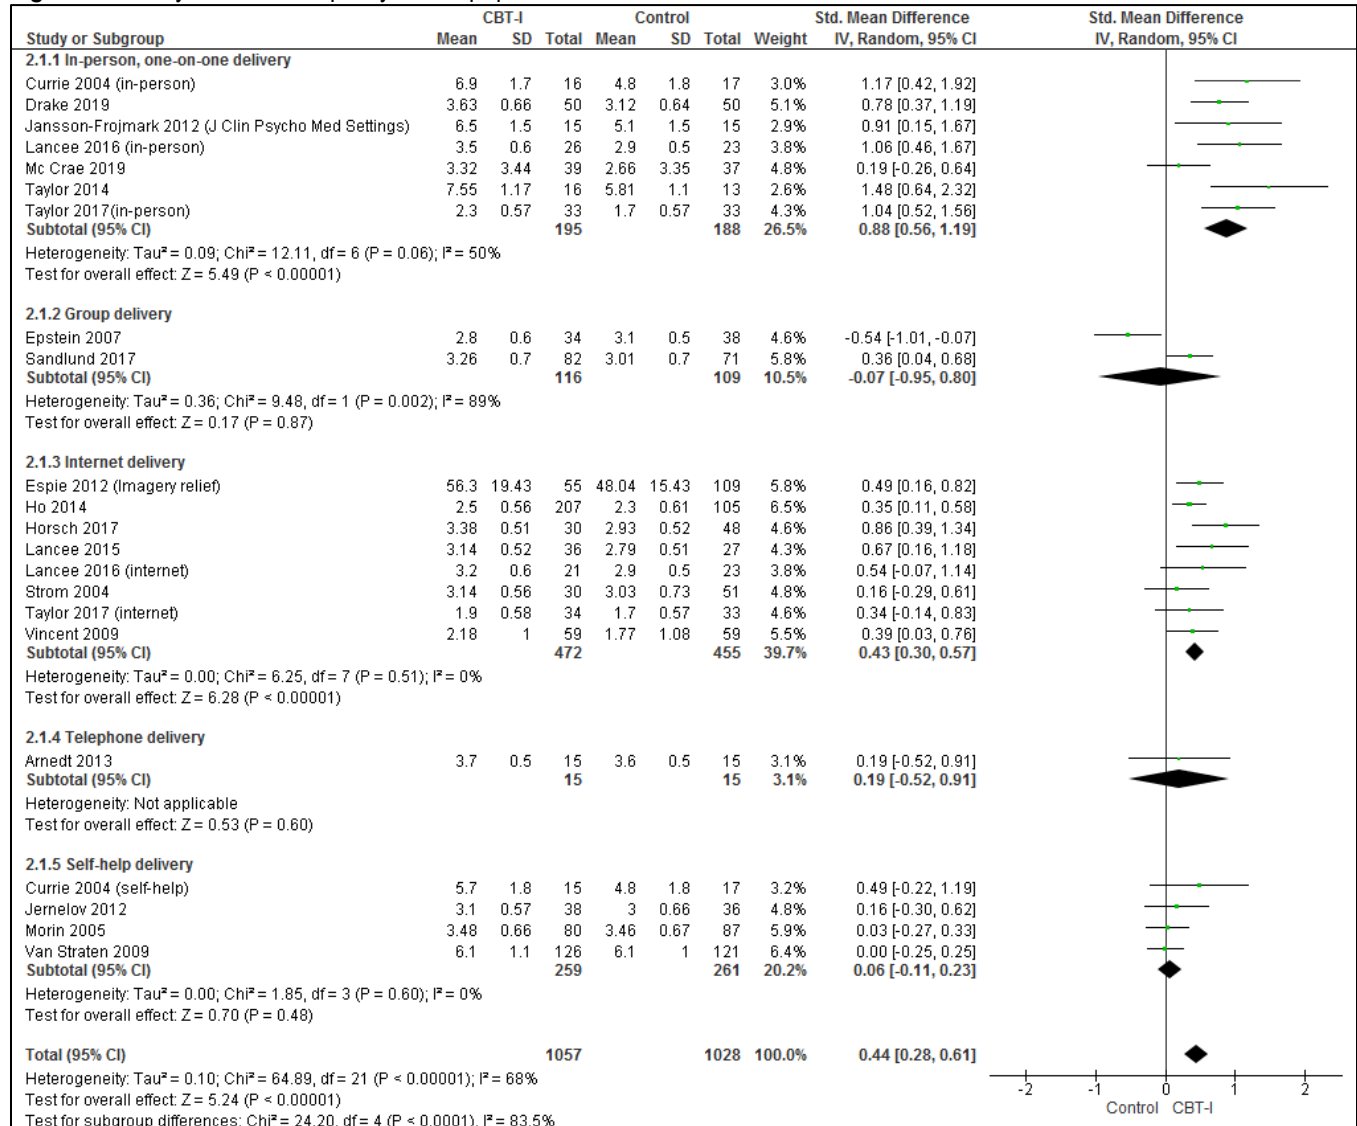 CBT-I Control Std. Mean Difference Std. Mean Difference
Study or Subgroup Mean SD Total Mean SD Total Weight IV, Random, 95% CI IV, Random, 95% CI
2.1.1 In-person, one-on-one delivery
Currie 2004 (in-person) 6.9 1.7 16 4.8 1.8 17 3.0% 1.17 [0.42, 1.92]
Drake 2019 3.63 0.66 50 3.12 0.64 50 5.1% 0.78 [0.37, 1.19]
Jansson-Frojmark 2012 (J Clin Psycho Med Settings) 6.5 1.5 15 5.1 1.5 15 2.9% 0.91 [0.15, 1.67]
Lancee 2016 (in-person) 3.5 0.6 26 2.9 0.5 23 3.8% 1.06 [0.46, 1.67]
Mc Crae 2019 3.32 3.44 39 2.66 3.35 37 4.8% 0.19 [-0.26, 0.64]
Taylor 2014 7.55 1.17 16 5.81 1.1 13 2.6% 1.48 [0.64, 2.32]
Taylor 2017(in-person) 2.3 0.57 33 1.7 0.57 33 4.3% 1.04 [0.52, 1.56]
Subtotal (95% CI) 195 188 26.5% 0.88 [0.56, 1.19]
Heterogeneity: Tau² = 0.09; Chi² = 12.11, df = 6 (P = 0.06); I² = 50%
Test for overall effect: Z = 5.49 (P < 0.00001)
2.1.2 Group delivery
Epstein 2007 2.8 0.6 34 3.1 0.5 38 4.6% -0.54 [-1.01, -0.07]
Sandlund 2017 3.26 0.7 82 3.01 0.7 71 5.8% 0.36 [0.04, 0.68]
Subtotal (95% CI) 116 109 10.5% -0.07 [-0.95, 0.80]
Heterogeneity: Tau² = 0.36; Chi² = 9.48, df = 1 (P = 0.002); I² = 89%
Test for overall effect: Z = 0.17 (P = 0.87)
2.1.3 Internet delivery
Espie 2012 (Imagery relief) 56.3 19.43 55 48.04 15.43 109 5.8% 0.49 [0.16, 0.82]
Ho 2014 2.5 0.56 207 2.3 0.61 105 6.5% 0.35 [0.11, 0.58]
Horsch 2017 3.38 0.51 30 2.93 0.52 48 4.6% 0.86 [0.39, 1.34]
Lancee 2015 3.14 0.52 36 2.79 0.51 27 4.3% 0.67 [0.16, 1.18]
Lancee 2016 (internet) 3.2 0.6 21 2.9 0.5 23 3.8% 0.54 [-0.07, 1.14]
Strom 2004 3.14 0.56 30 3.03 0.73 51 4.8% 0.16 [-0.29, 0.61]
Taylor 2017 (internet) 1.9 0.58 34 1.7 0.57 33 4.6% 0.34 [-0.14, 0.83]
Vincent 2009 2.18 1 59 1.77 1.08 59 5.5% 0.39 [0.03, 0.76]
Subtotal (95% CI) 472 455 39.7% 0.43 [0.30, 0.57]
Heterogeneity: Tau² = 0.00; Chi² = 6.25, df = 7 (P = 0.51); I² = 0%
Test for overall effect: Z = 6.28 (P < 0.00001)
2.1.4 Telephone delivery
Arnedt 2013 3.7 0.5 15 3.6 0.5 15 3.1% 0.19 [-0.52, 0.91]
Subtotal (95% CI) 15 15 3.1% 0.19 [-0.52, 0.91]
Heterogeneity: Not applicable
Test for overall effect: Z = 0.53 (P = 0.60)
2.1.5 Self-help delivery
Currie 2004 (self-help) 5.7 1.8 15 4.8 1.8 17 3.2% 0.49 [-0.22, 1.19]
Jernelov 2012 3.1 0.57 38 3 0.66 36 4.8% 0.16 [-0.30, 0.62]
Morin 2005 3.48 0.66 80 3.46 0.67 87 5.9% 0.03 [-0.27, 0.33]
Van Straten 2009 6.1 1.1 126 6.1 1 121 6.4% 0.00 [-0.25, 0.25]
Subtotal (95% CI) 259 261 20.2% 0.06 [-0.11, 0.23]
Heterogeneity: Tau² = 0.00; Chi² = 1.85, df = 3 (P = 0.60); I² = 0%
Test for overall effect: Z = 0.70 (P = 0.48)
Total (95% CI) 1057 1028 100.0% 0.44 [0.28, 0.61]
Heterogeneity: Tau² = 0.10; Chi² = 64.89, df = 21 (P < 0.00001); I² = 68%
Test for overall effect: Z = 5.24 (P < 0.00001)
Test for subgroup differences: Chi² = 24.20, df = 4 (P < 0.0001), I² = 83.5%
-2 -1 0 1 2
Control CBT-I